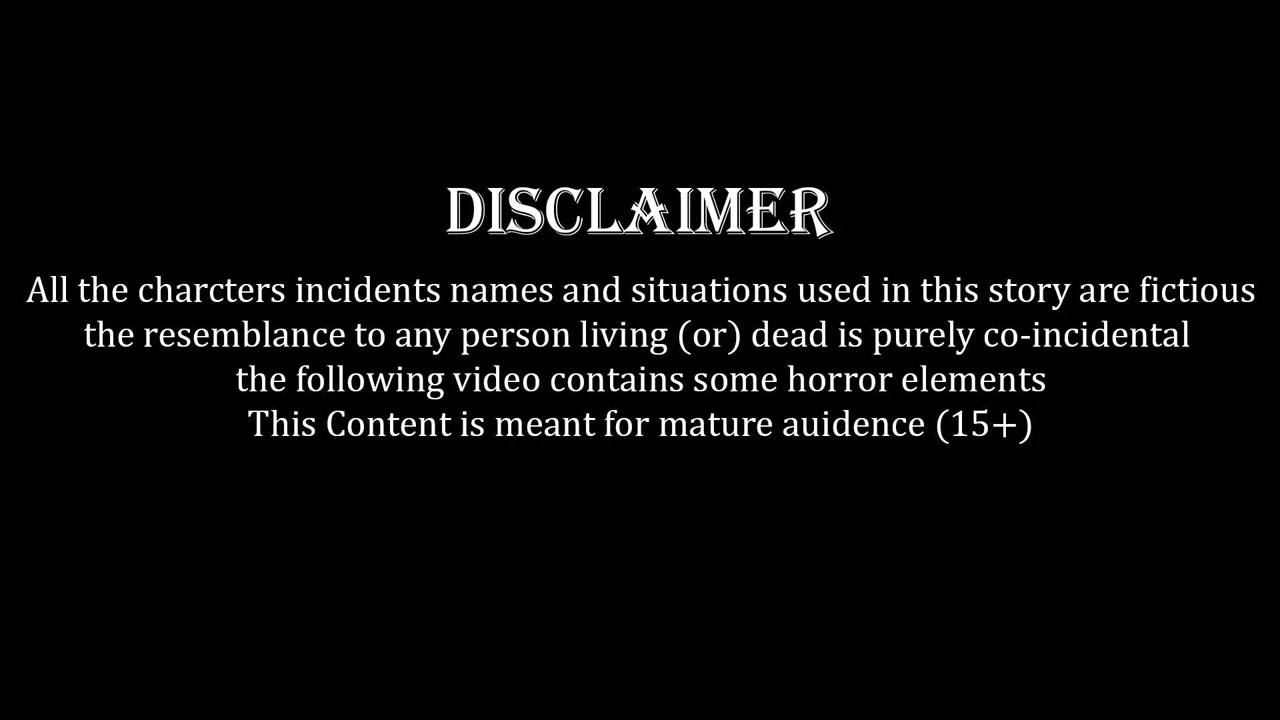 DISCLAIMER
All the charcters incidents names and situations used in this story are fictious
the resemblance to any person living (or) dead is purely co-incidental
the following video contains some horror elements
This Content is meant for mature auidence (15+)